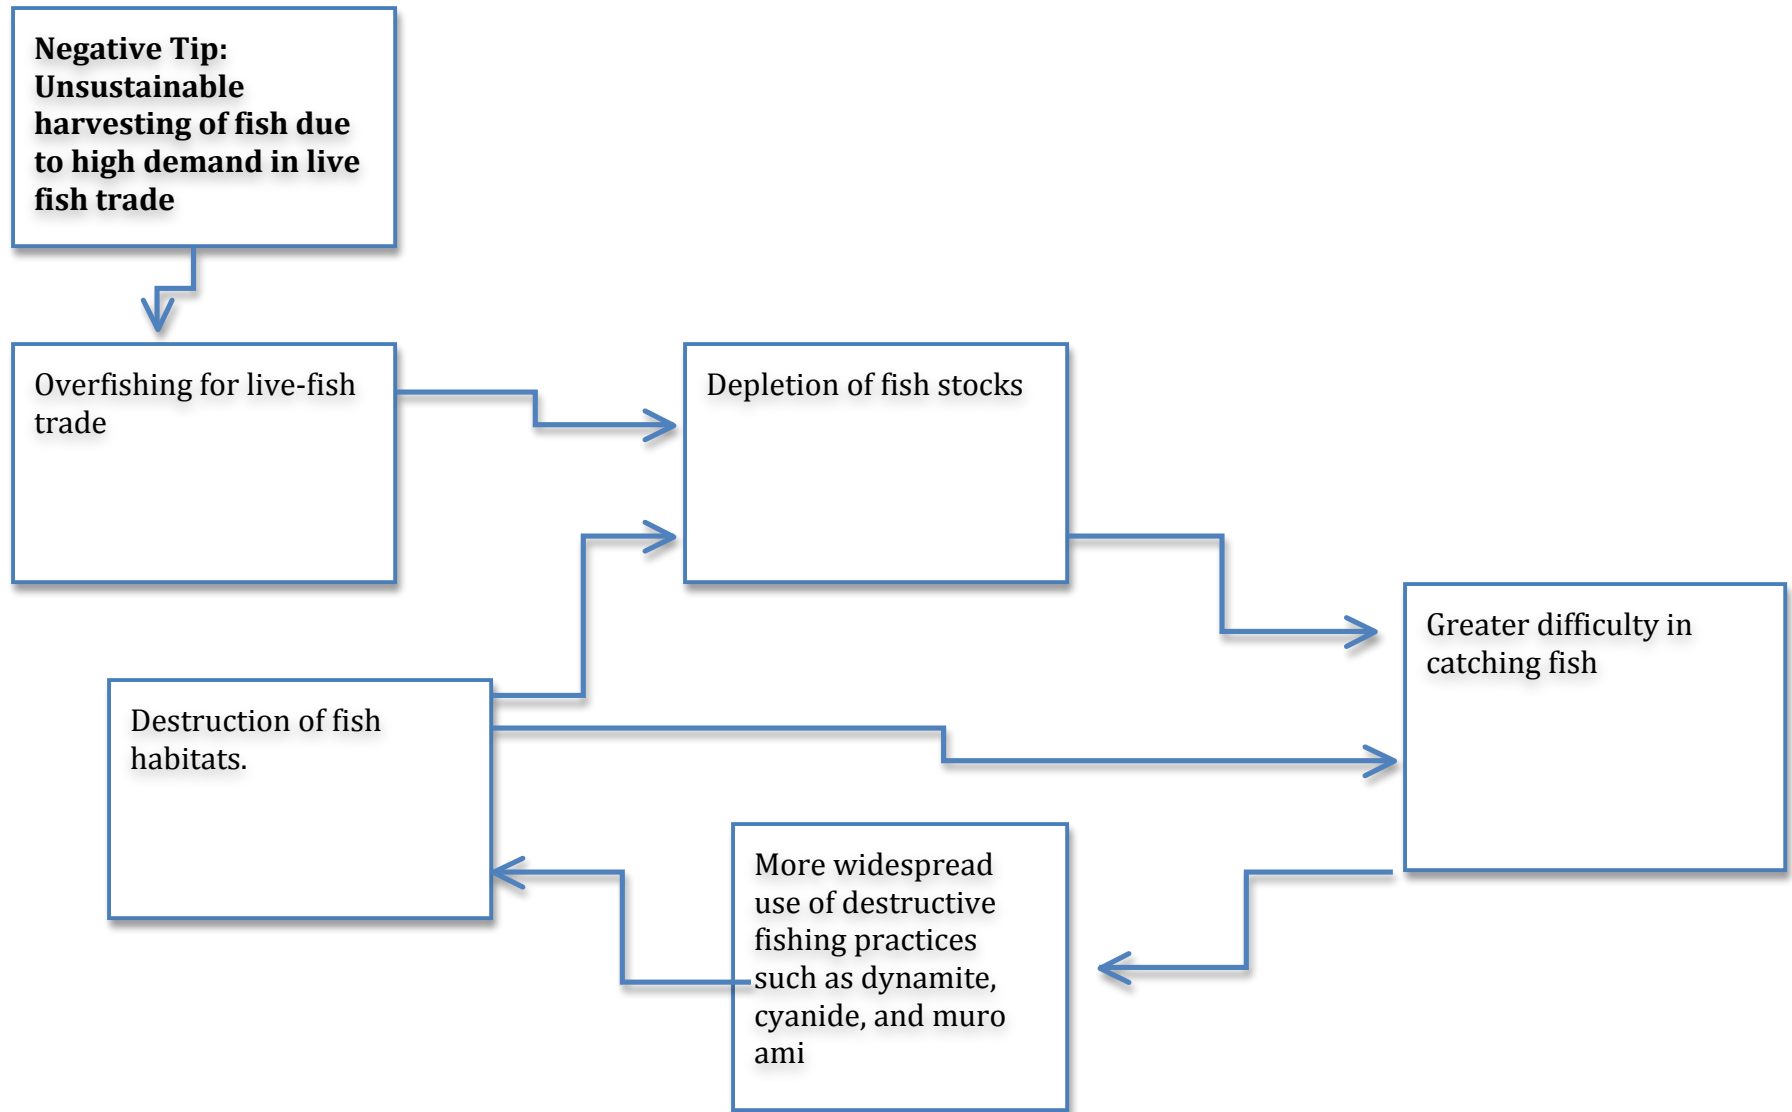 Negative Tip:
Unsustainable
harvesting of fish due
to high demand in live
fish trade
Overfishing for live-fish
trade
Depletion of fish stocks
Greater difficulty in
catching fish
Destruction of fish
habitats.
More widespread
use of destructive
fishing practices
such as dynamite,
cyanide, and muro
ami